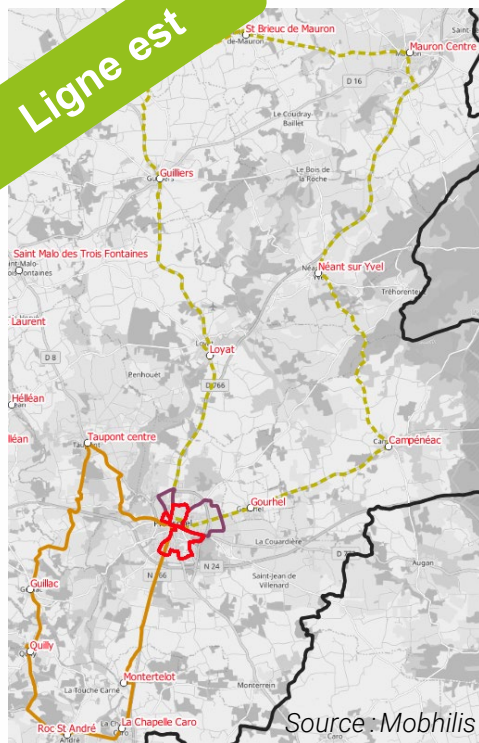 Ligne est
St Brieuc de Mauron
de-Mauron
Mauron Centre
D 16
Le Coudray
Baillet
Guilliers
Le Bois de
la Roche
Saint Malo des Trois Fontaines
Néant sur Yvel
Tréhorenteuc
Laurent
Loyat
D 8
Penhouët
D 766
Hélléan
Taupont centre
Campénéac
Gourhel
La Couardière
N 24
Augan
Saint-Jean de
Villenard
Guillac
Quilly
Montertelot
La Touche Carné
Monterrein
La Chapelle Caro
Roc St André
Source : Mobhilis